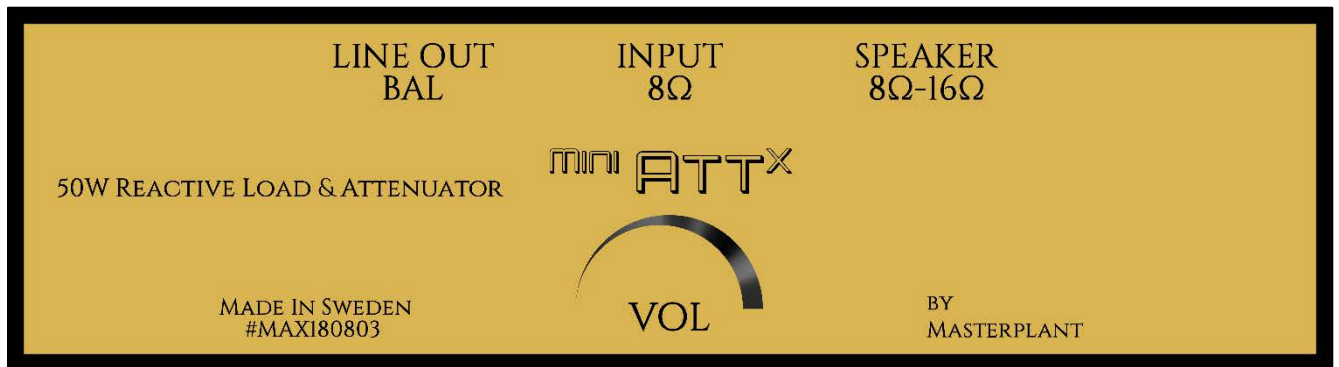 LINE OUT
BAL
INPUT
8Ω
SPEAKER
8Ω-16Ω
mini ATTX
50W Reactive Load & Attenuator
Made In Sweden
#MAX180803
VOL
by
Masterplant